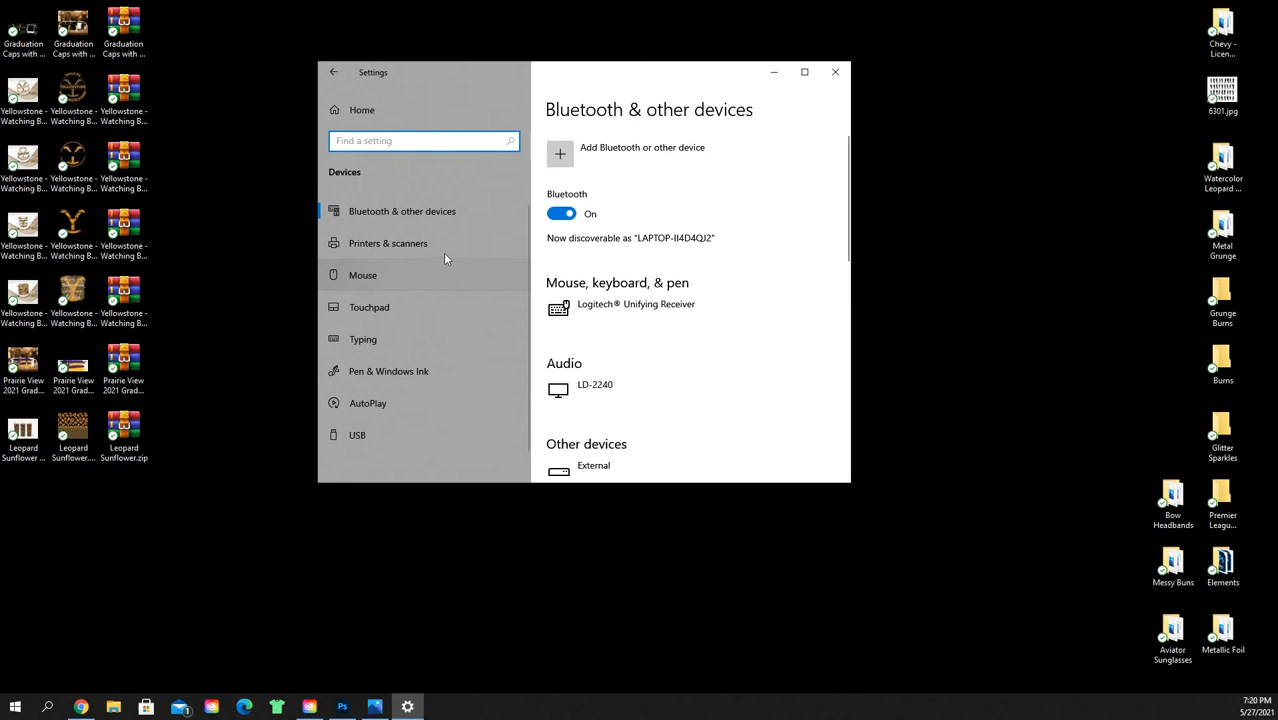 Graduation
Caps with ...
Graduation
Caps with ...
Graduation
Caps with ...
Yellowstone -
Watching B...
Yellowstone -
Watching B...
Yellowstone -
Watching B...
Yellowstone -
Watching B...
Yellowstone -
Watching B...
Yellowstone -
Watching B...
Yellowstone -
Watching B...
Yellowstone -
Watching B...
Yellowstone -
Watching B...
Yellowstone -
Watching B...
Yellowstone -
Watching B...
Yellowstone -
Watching B...
Prairie View
2021 Grad...
Prairie View
2021 Grad...
Prairie View
2021 Grad...
Leopard
Sunflower ...
Leopard
Sunflower....
Leopard
Sunflower.zip
Settings
Home
Find a setting
Devices
Bluetooth & other devices
Printers & scanners
Mouse
Touchpad
Typing
Pen & Windows Ink
AutoPlay
USB
Bluetooth & other devices
Add Bluetooth or other device
Bluetooth
On
Now discoverable as "LAPTOP-II4D4QJ2"
Mouse, keyboard, & pen
Logitech® Unifying Receiver
Audio
LD-2240
Other devices
External
Chevy -
Licen...
6301.jpg
Watercolor
Leopard ...
Metal
Grunge
Grunge
Burns
Burns
Glitter
Sparkles
Bow
Headbands
Premier
Leagu...
Messy Buns
Elements
Aviator
Sunglasses
Metallic Foil
1
Ps
7:20 PM
5/27/2021